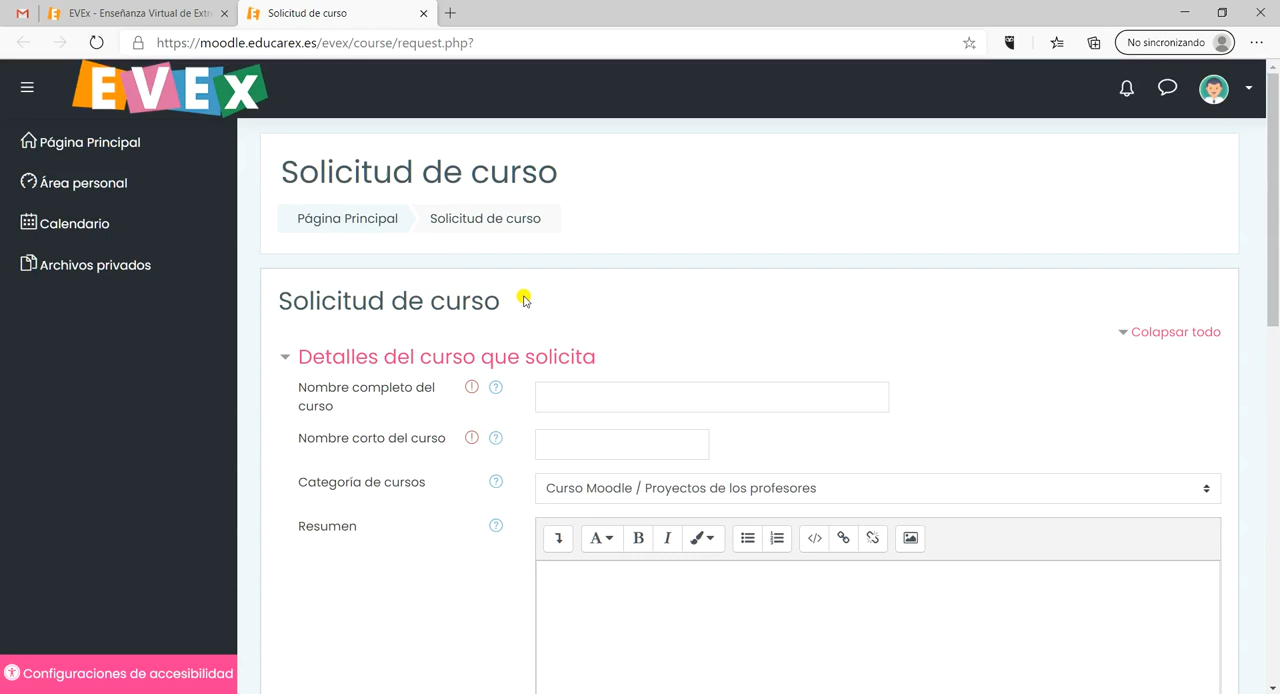 EVEx - Enseñanza Virtual de Extr
Solicitud de curso
https://moodle.educarex.es/evex/course/request.php?
No sincronizando
EVEx
Página Principal
Área personal
Calendario
Archivos privados
Configuraciones de accesibilidad
Solicitud de curso
Página Principal
Solicitud de curso
Solicitud de curso
Colapsar todo
Detalles del curso que solicita
Nombre completo del
curso
Nombre corto del curso
Categoría de cursos
Curso Moodle / Proyectos de los profesores
Resumen
A
B
I